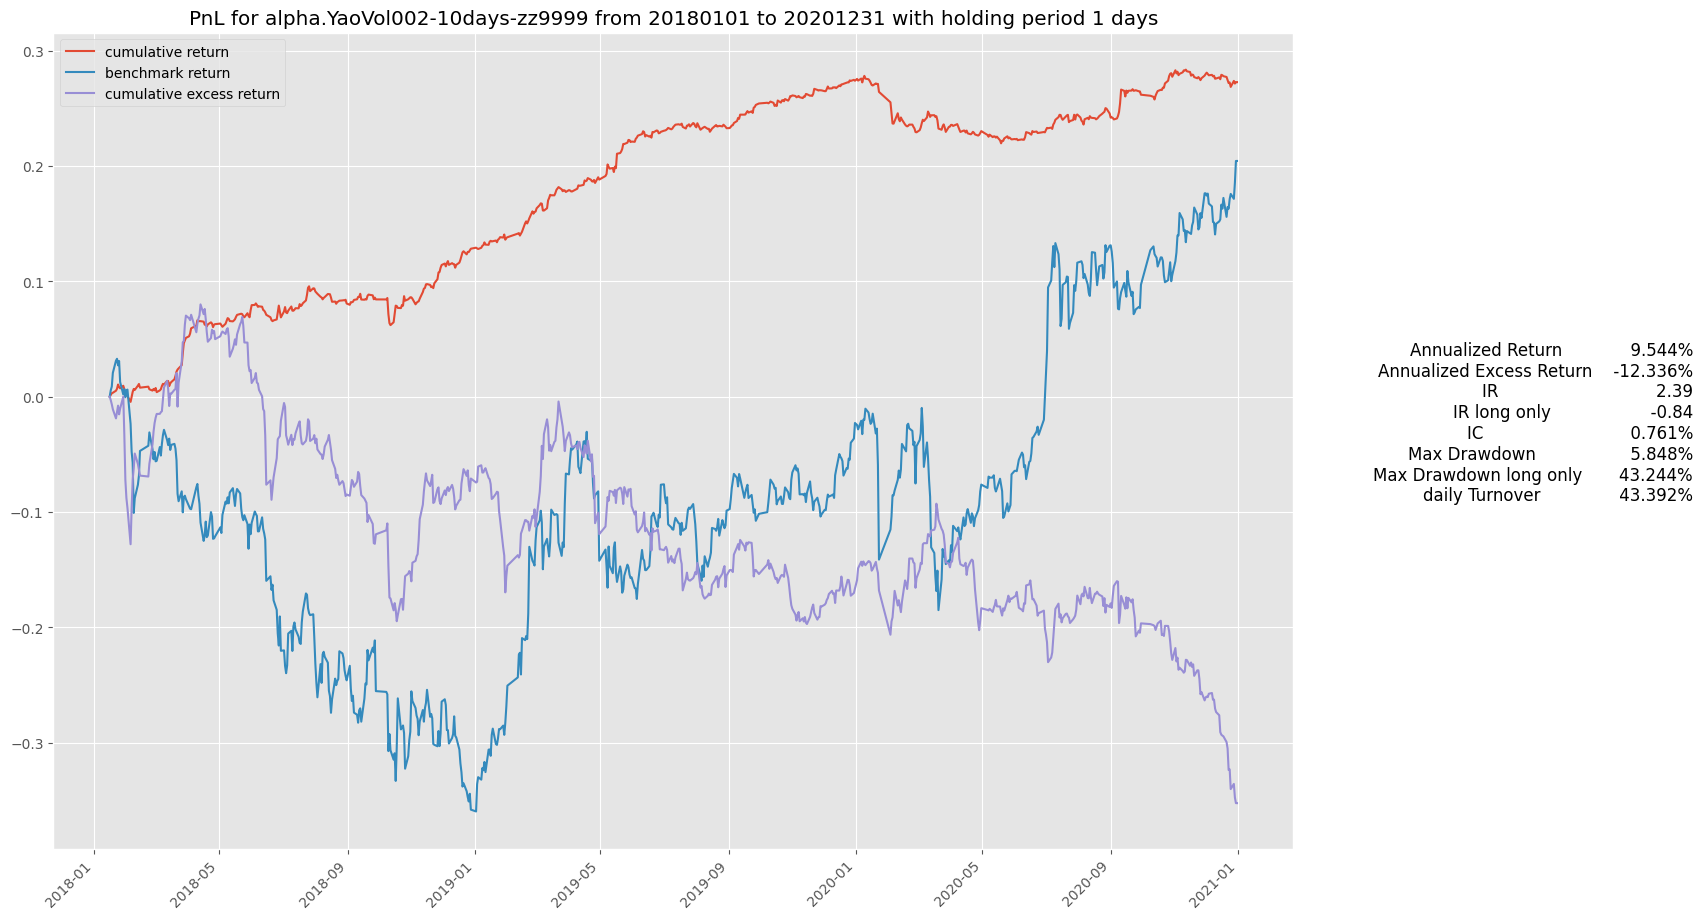 PnL for alpha.YaoVol002-10days-zz9999 from 20180101 to 20201231 with holding period 1 days
cumulative return
benchmark return
cumulative excess return
0.3
0.2
0.1
0.0
−0.1
−0.2
−0.3
2018-01
2018-05
2018-09
2019-01
2019-05
2019-09
2020-01
2020-05
2020-09
2021-01
Annualized Return 9.544%
Annualized Excess Return -12.336%
IR 2.39
IR long only -0.84
IC 0.761%
Max Drawdown 5.848%
Max Drawdown long only 43.244%
daily Turnover 43.392%